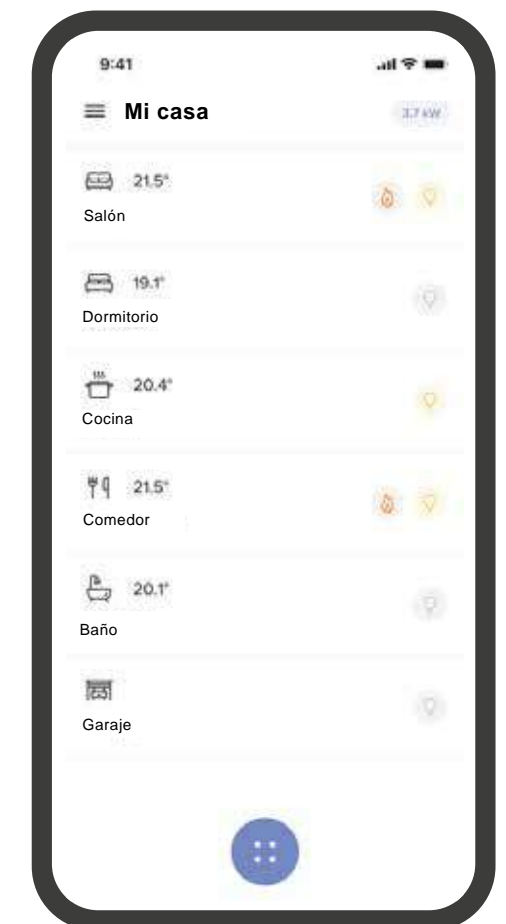 9:41
Mi casa
3.7 kW
21.5°
Salón
19.1°
Dormitorio
20.4°
Cocina
21.5°
Comedor
20.1°
Baño
Garaje